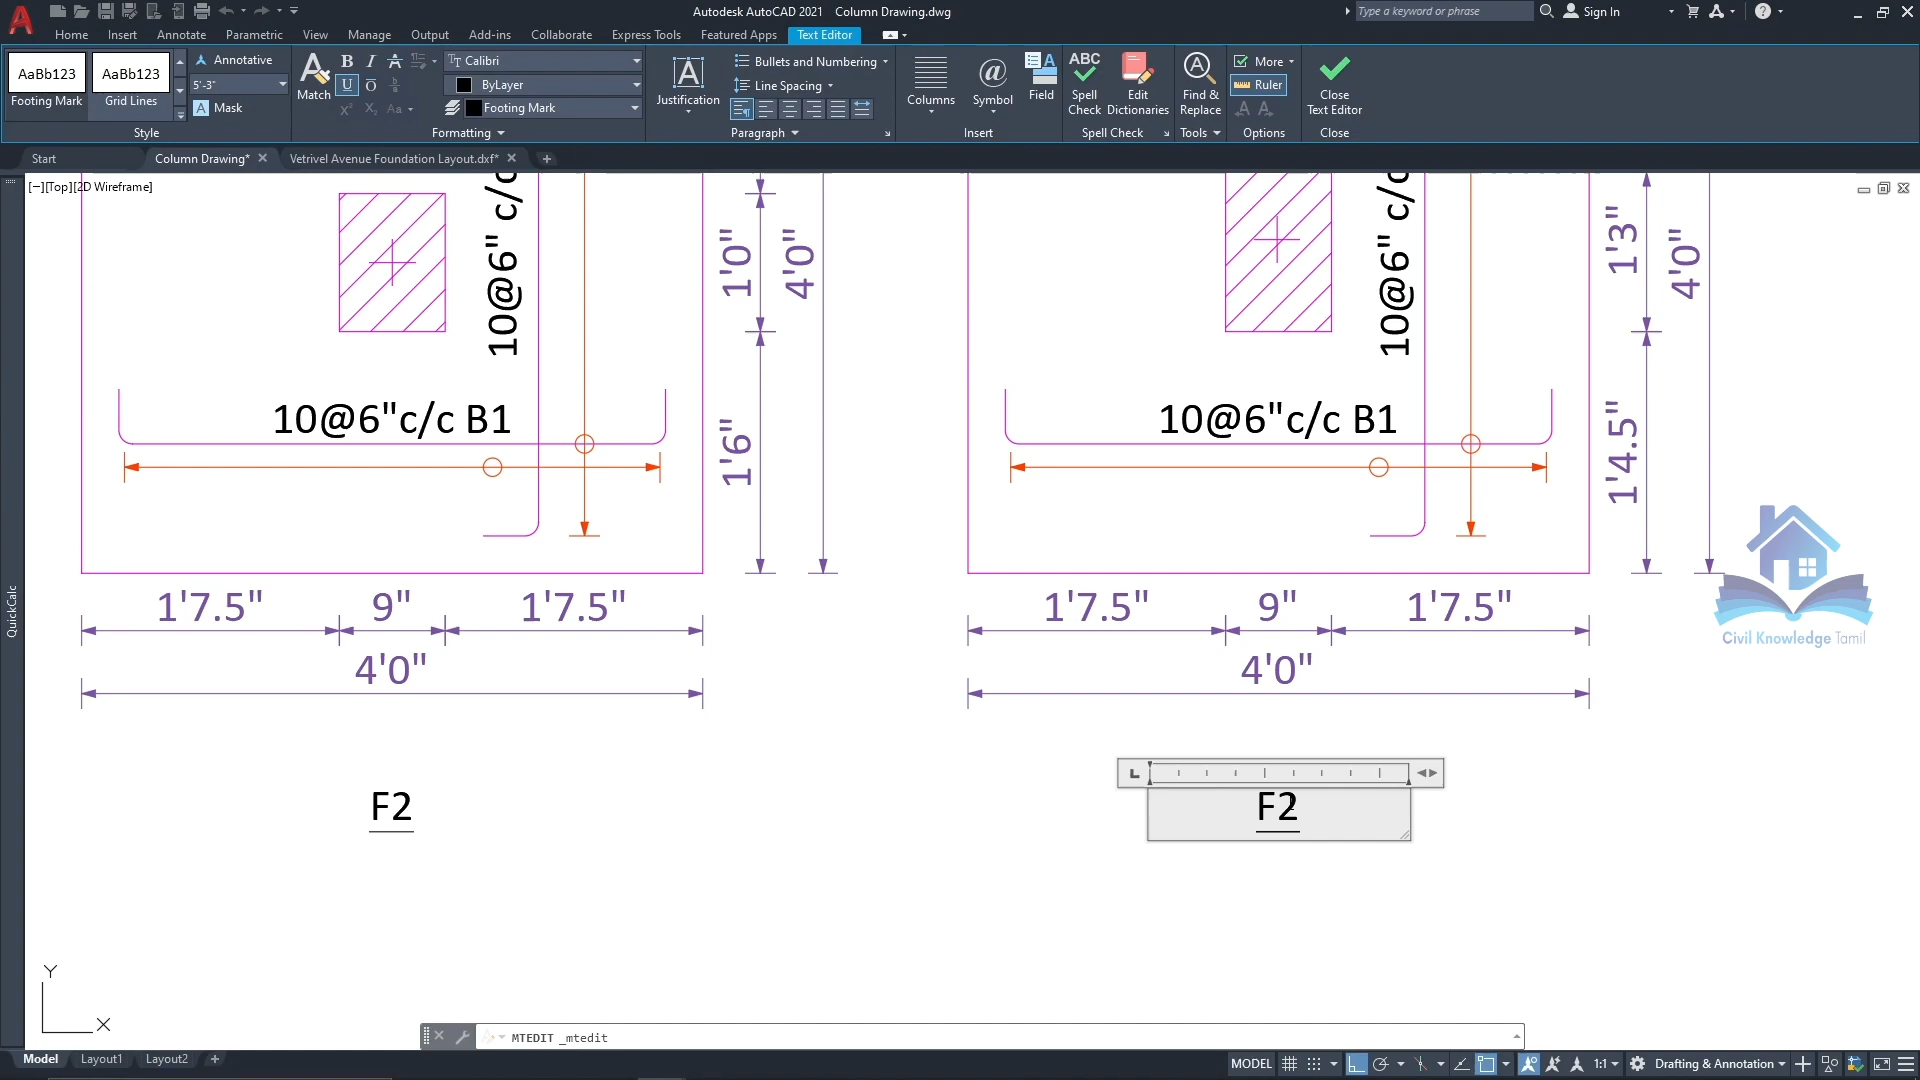 Autodesk AutoCAD 2021 Column Drawing.dwg
Type a keyword or phrase
Sign In
Home Insert Annotate Parametric View Manage Output Add-ins Collaborate Express Tools Featured Apps Text Editor
AaBb123 AaBb123
Footing Mark Grid Lines
Annotative
5'-3"
Mask
Style
Match
B I A
U O
X² X₂ Aa
Calibri
ByLayer
Footing Mark
Formatting
Justification
Bullets and Numbering
Line Spacing
Paragraph
Columns
Symbol
Field
Insert
ABC
Spell Check
Edit Dictionaries
Spell Check
Find & Replace
Tools
More
Ruler
Options
Close Text Editor
Close
Start Column Drawing* Vetrivel Avenue Foundation Layout.dxf*
[−][Top][2D Wireframe]
QuickCalc
10@6" c/c
1'0"
4'0"
10@6"c/c B1
1'6"
1'7.5" 9" 1'7.5"
4'0"
F2
10@6" c/c
1'3"
4'0"
10@6"c/c B1
1'4.5"
1'7.5" 9" 1'7.5"
4'0"
F2
Civil Knowledge Tamil
Y
X
MTEDIT _mtedit
Model Layout1 Layout2
MODEL 1:1 Drafting & Annotation